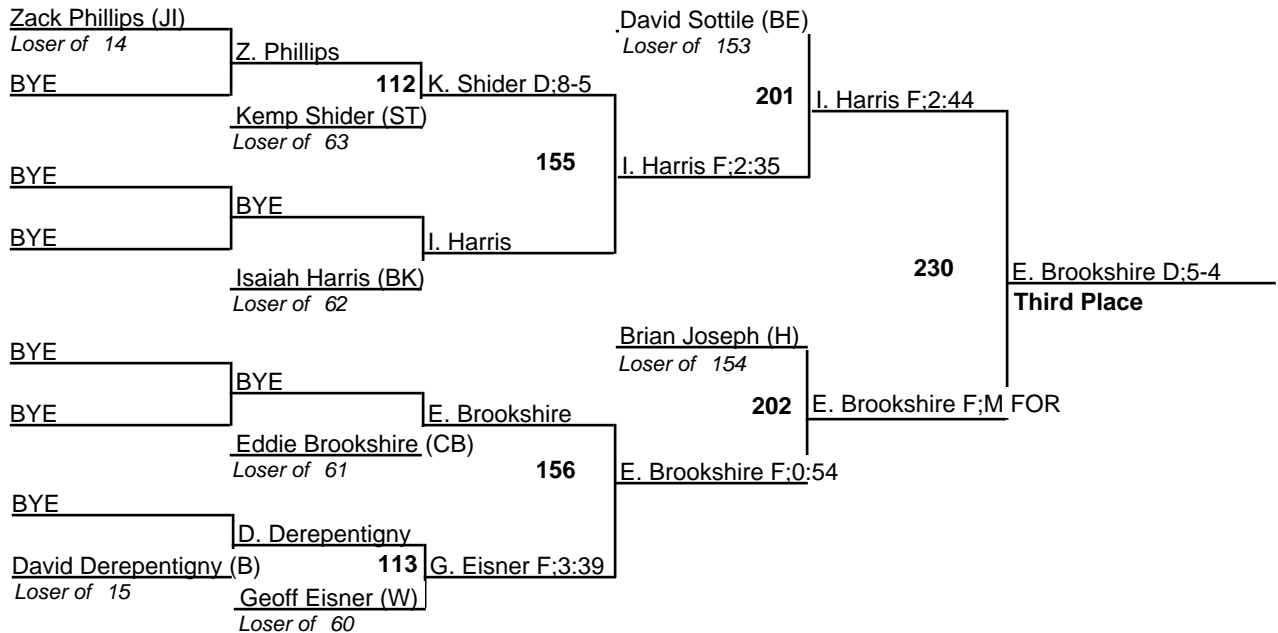 Zack Phillips (JI)
Loser of 14
Z. Phillips
BYE
112
K. Shider D;8-5
Kemp Shider (ST)
Loser of 63
155
BYE
BYE
BYE
I. Harris
Isaiah Harris (BK)
Loser of 62
David Sottile (BE)
Loser of 153
201
I. Harris F;2:44
I. Harris F;2:35
230
E. Brookshire D;5-4
Third Place
BYE
BYE
BYE
E. Brookshire
Eddie Brookshire (CB)
Loser of 61
156
BYE
D. Derepentigny
David Derepentigny (B)
Loser of 15
113
G. Eisner F;3:39
Geoff Eisner (W)
Loser of 60
Brian Joseph (H)
Loser of 154
202
E. Brookshire F;M FOR
E. Brookshire F;0:54